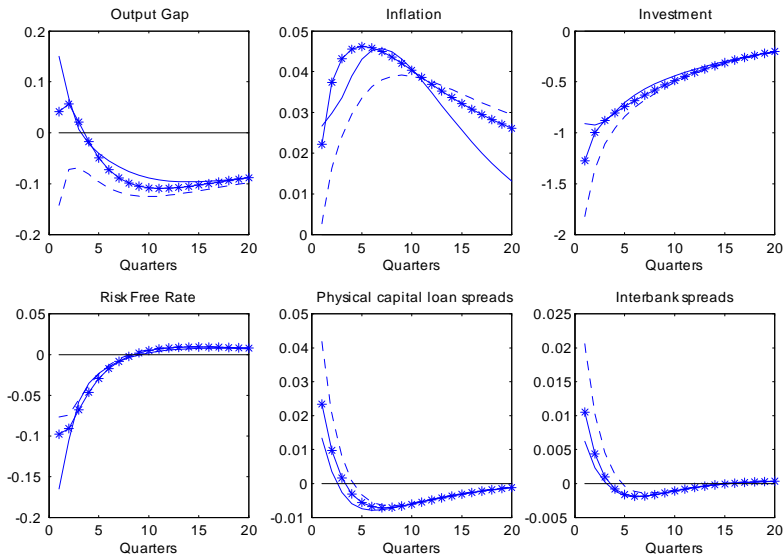 Output Gap
0.2
0.1
0
-0.1
-0.2
0 5 10 15 20
Quarters
Inflation
0.05
0.04
0.03
0.02
0.01
0
0 5 10 15 20
Quarters
Investment
0
-0.5
-1
-1.5
-2
0 5 10 15 20
Quarters
Risk Free Rate
0.05
0
-0.05
-0.1
-0.15
-0.2
0 5 10 15 20
Quarters
Physical capital loan spreads
0.05
0.04
0.03
0.02
0.01
0
-0.01
0 5 10 15 20
Quarters
Interbank spreads
0.025
0.02
0.015
0.01
0.005
0
-0.005
0 5 10 15 20
Quarters